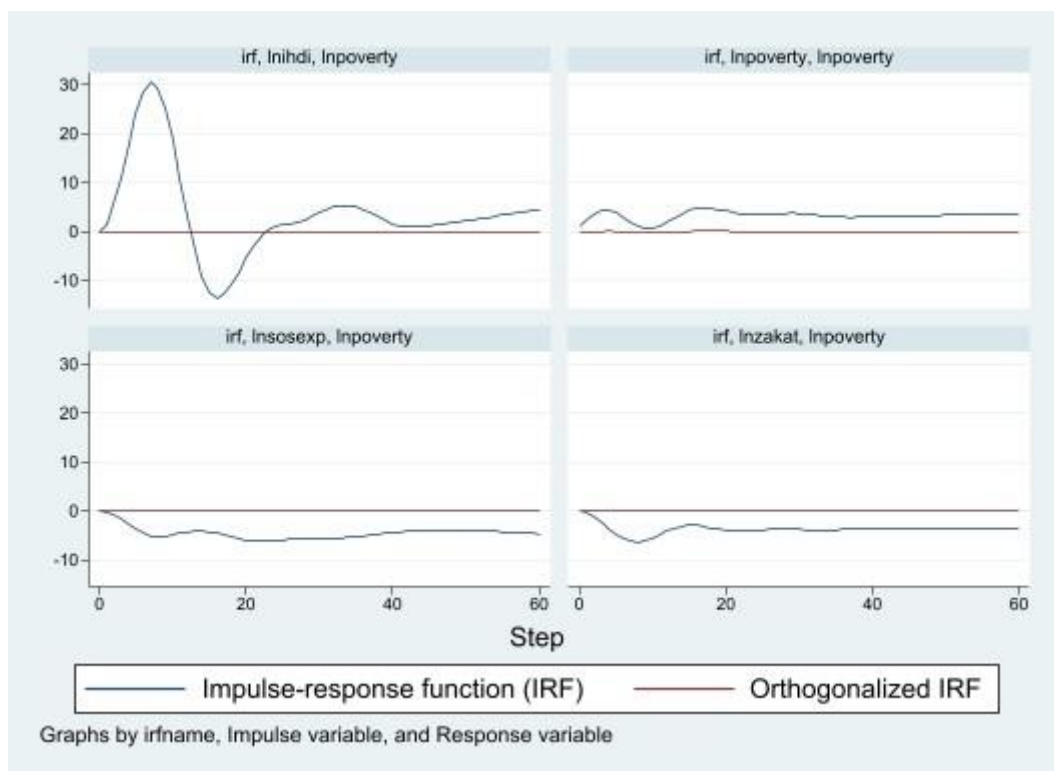 irf, lnihdi, lnpoverty
irf, lnpoverty, lnpoverty
30
20
10
0
-10
irf, lnsosexp, lnpoverty
irf, lnzakat, lnpoverty
30
20
10
0
-10
0 20 40 60 0 20 40 60
Step
Impulse-response function (IRF) Orthogonalized IRF
Graphs by irfname, Impulse variable, and Response variable